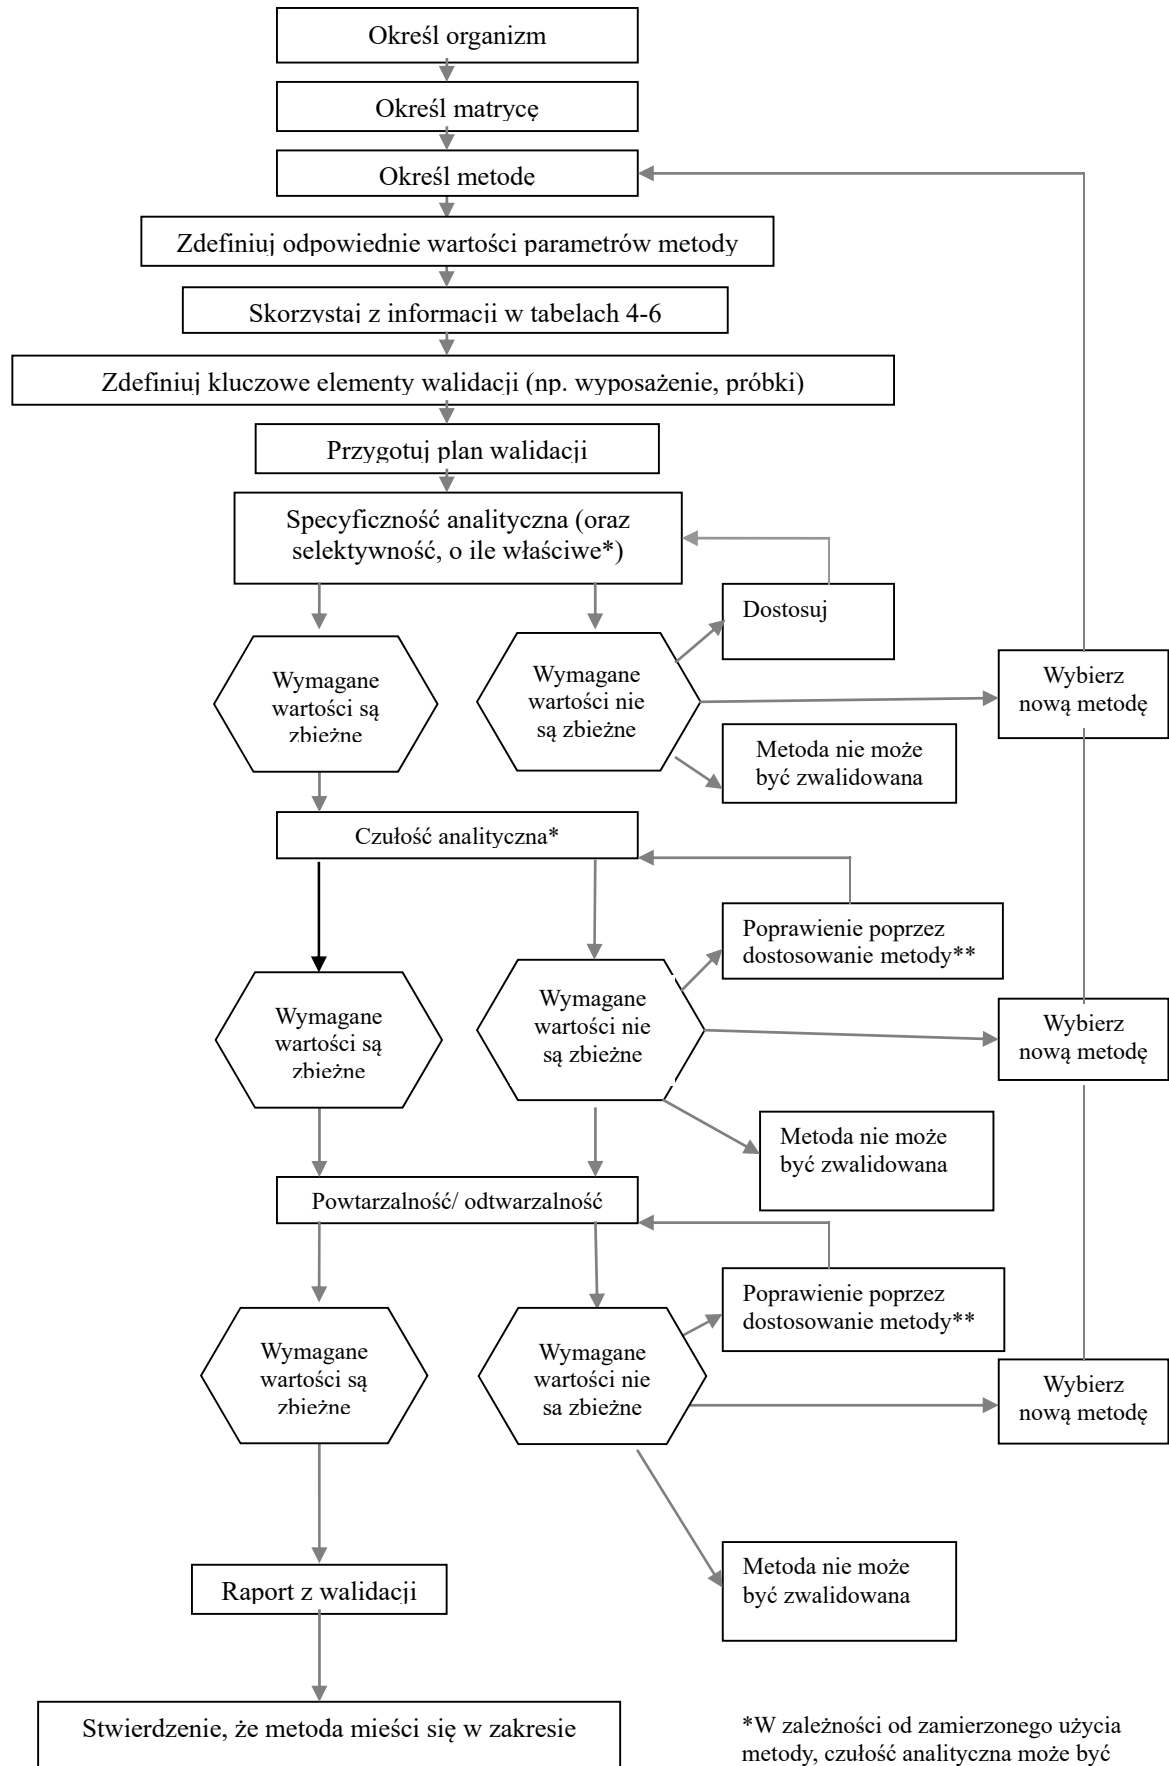 Określ organizm
Określ matrycę
Określ metodę
Zdefiniuj odpowiednie wartości parametrów metody
Skorzystaj z informacji w tabelach 4-6
Zdefiniuj kluczowe elementy walidacji (np. wyposażenie, próbki)
Przygotuj plan walidacji
Specyficzność analityczna (oraz
selektywność, o ile właściwe*)
Dostosuj
Wymagane
wartości są
zbieżne
Wymagane
wartości nie
są zbieżne
Wybierz
nową metodę
Metoda nie może
być zwalidowana
Czułość analityczna*
Poprawienie poprzez
dostosowanie metody**
Wymagane
wartości są
zbieżne
Wymagane
wartości nie
są zbieżne
Wybierz
nową metodę
Metoda nie może
być zwalidowana
Powtarzalność/ odtwarzalność
Poprawienie poprzez
dostosowanie metody**
Wymagane
wartości są
zbieżne
Wymagane
wartości nie
sa zbieżne
Wybierz
nową metodę
Metoda nie może
być zwalidowana
Raport z walidacji
Stwierdzenie, że metoda mieści się w zakresie
*W zależności od zamierzonego użycia
metody, czułość analityczna może być